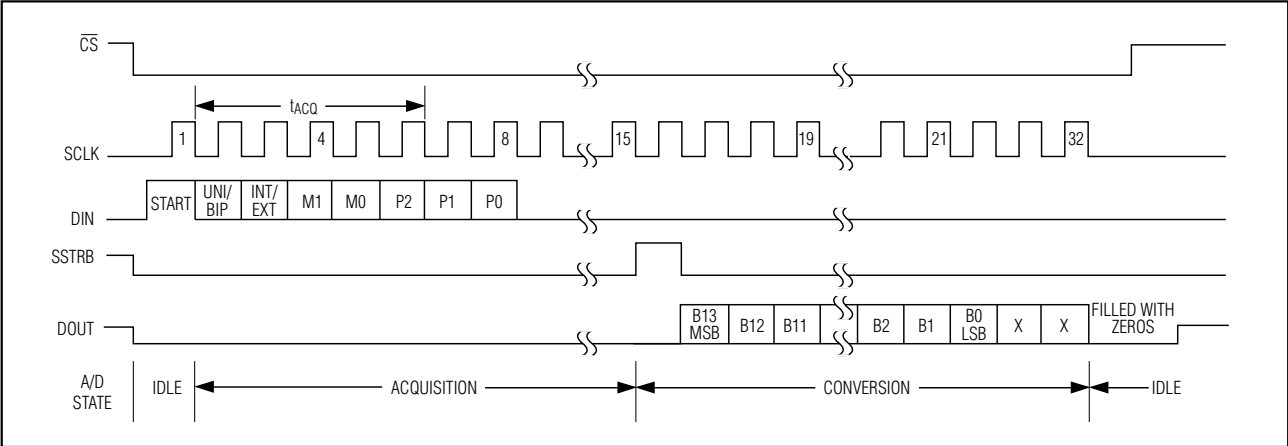 CS
tACQ
SCLK
1
4
8
15
19
21
32
DIN
START
UNI/
BIP
INT/
EXT
M1
M0
P2
P1
P0
SSTRB
DOUT
B13
MSB
B12
B11
B2
B1
B0
LSB
X
X
FILLED WITH
ZEROS
A/D
STATE
IDLE
ACQUISITION
CONVERSION
IDLE